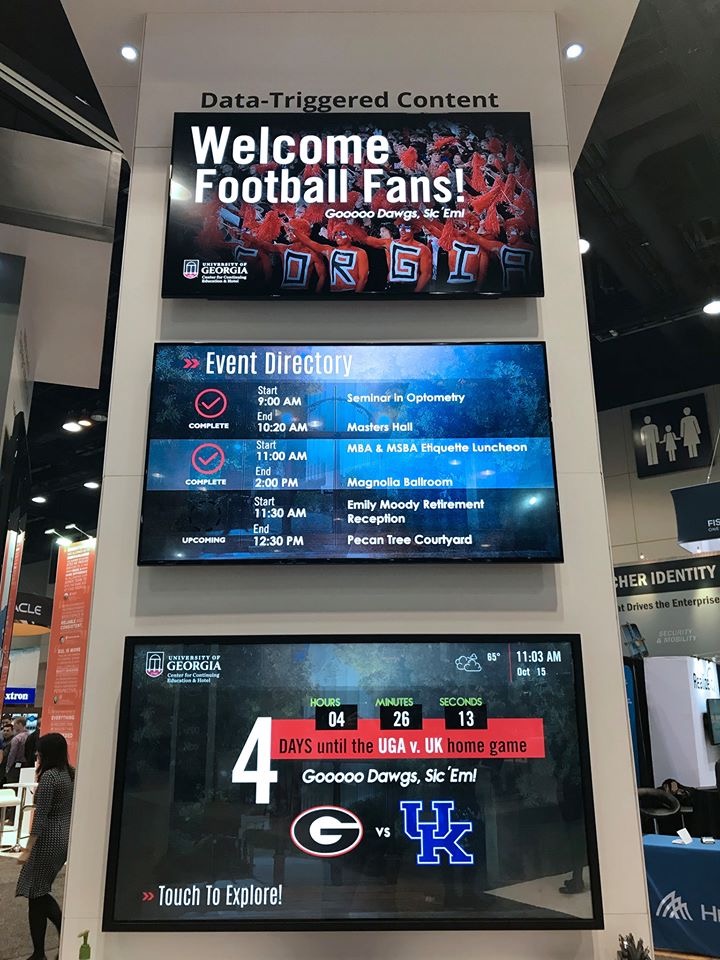 Data-Triggered Content
Welcome
Football Fans!
Gooooo Dawgs, Sic 'Em!
ORGIA
UNIVERSITY OF
GEORGIA
Center for Continuing
Education & Hotel
» Event Directory
Start
9:00 AM
Seminar in Optometry
End
10:20 AM
Masters Hall
COMPLETE
Start
11:00 AM
MBA & MSBA Etiquette Luncheon
End
2:00 PM
Magnolia Ballroom
COMPLETE
Start
11:30 AM
Emily Moody Retirement
Reception
End
12:30 PM
Pecan Tree Courtyard
UPCOMING
UNIVERSITY OF
GEORGIA
Center for Continuing
Education & Hotel
85°
11:03 AM
Oct 15
HOURS MINUTES SECONDS
04 26 13
4 DAYS until the UGA v. UK home game
Gooooo Dawgs, Sic 'Em!
G VS UK
» Touch To Explore!
ACLE
xtron
FIS
CHER IDENTITY
at Drives the Enterprise
SECURITY
& MOBILITY
HI